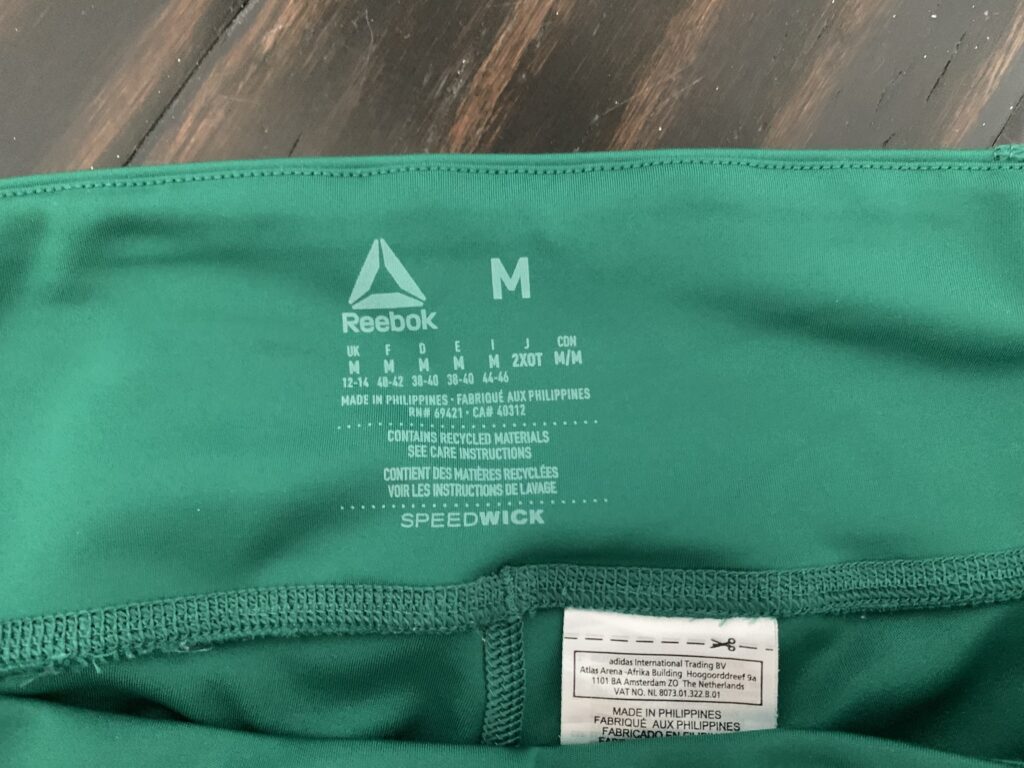 Reebok
M
UK F D E I J CDN
M M M M M 2XOT M/M
12-14 40-42 38-40 38-40 44-46
MADE IN PHILIPPINES · FABRIQUÉ AUX PHILIPPINES
RN# 69421 · CA# 40312
CONTAINS RECYCLED MATERIALS
SEE CARE INSTRUCTIONS
CONTIENT DES MATIÈRES RECYCLÉES
VOIR LES INSTRUCTIONS DE LAVAGE
SPEEDWICK
adidas International Trading BV
Atlas Arena -Afrika Building Hoogoorddreef 9a
1101 BA Amsterdam ZO The Netherlands
VAT NO. NL 8073.01.322.B.01
MADE IN PHILIPPINES
FABRIQUÉ AUX PHILIPPINES
FABRICADO EN